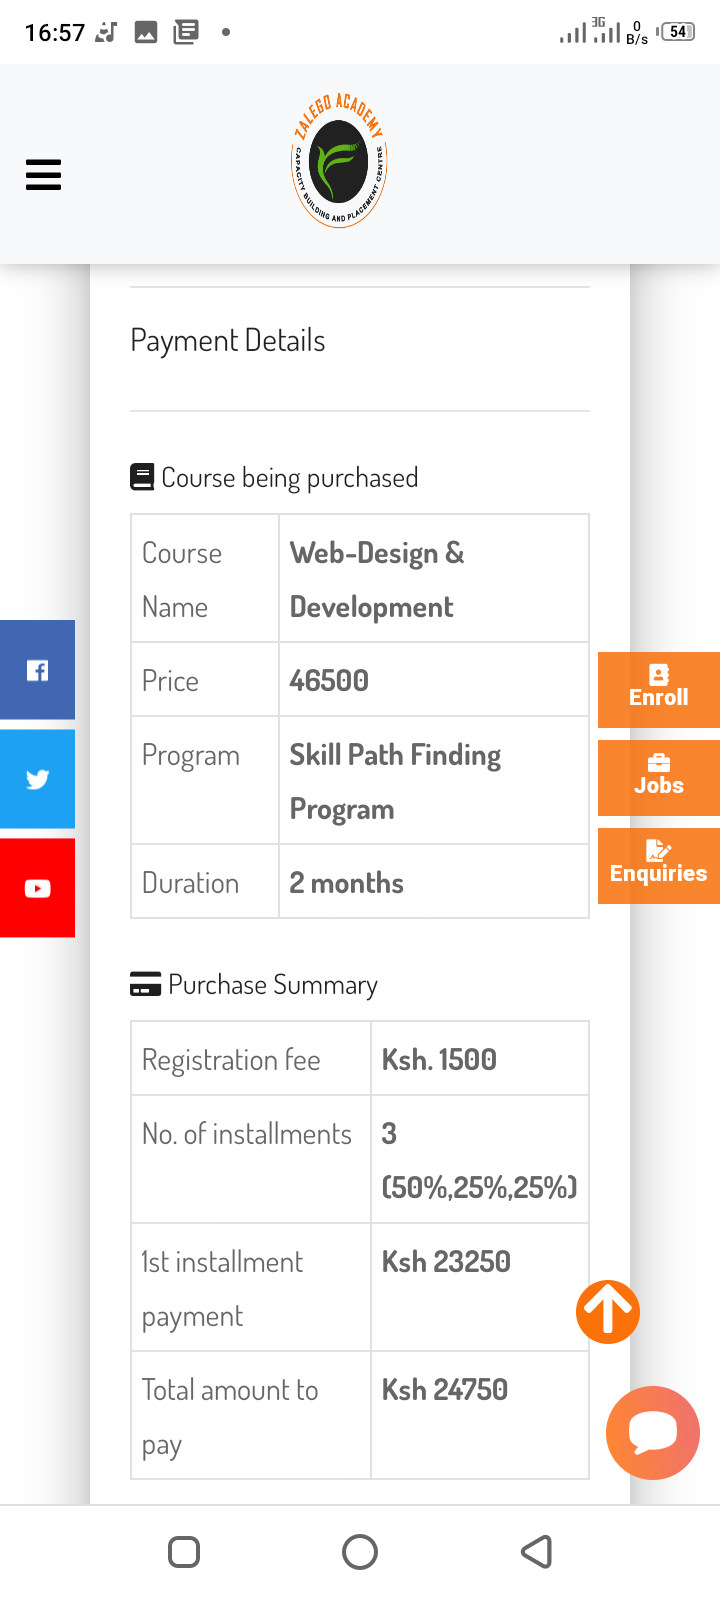 16:57
3G
0
B/s
54
ZALEGO ACADEMY
CAPACITY BUILDING AND PLACEMENT CENTRE
Payment Details
Course being purchased
Course Name
Web-Design & Development
Price
46500
Program
Skill Path Finding Program
Duration
2 months
Enroll
Jobs
Enquiries
Purchase Summary
Registration fee
Ksh. 1500
No. of installments
3
(50%,25%,25%)
1st installment payment
Ksh 23250
Total amount to pay
Ksh 24750